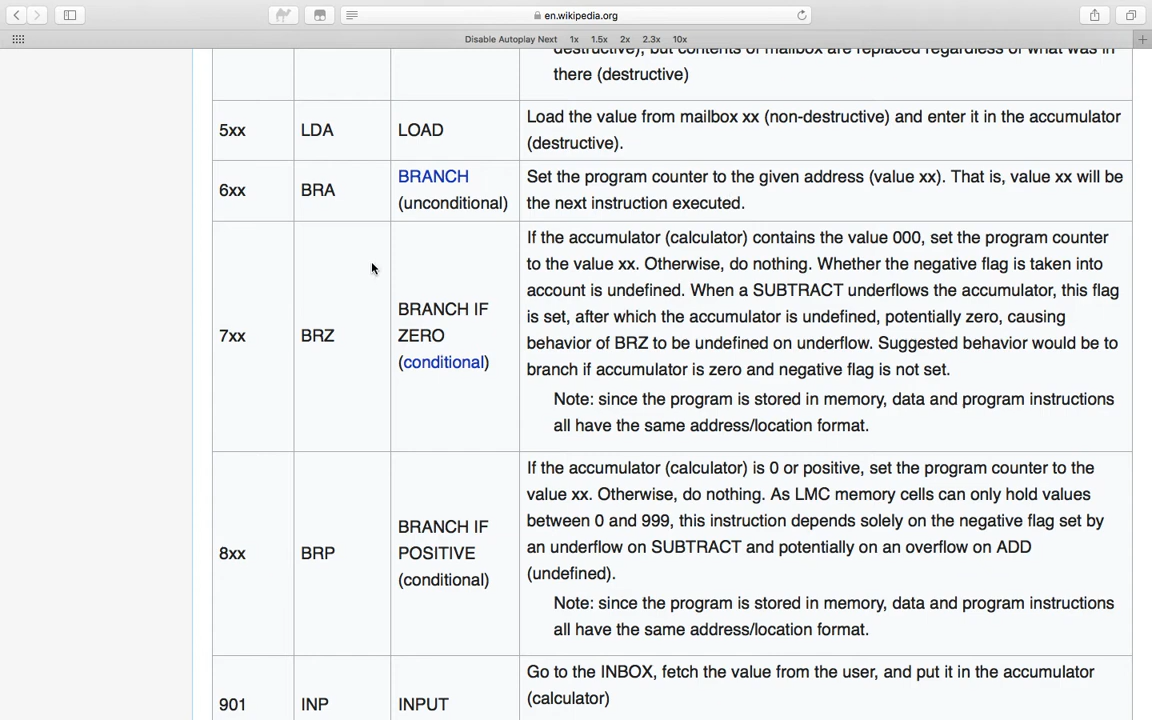 en.wikipedia.org
Disable Autoplay Next 1x 1.5x 2x 2.3x 10x
destructive), but contents of mailbox are replaced regardless of what was in
there (destructive)
5xx LDA LOAD
Load the value from mailbox xx (non-destructive) and enter it in the accumulator
(destructive).
6xx BRA
BRANCH
(unconditional)
Set the program counter to the given address (value xx). That is, value xx will be
the next instruction executed.
7xx BRZ
BRANCH IF
ZERO
(conditional)
If the accumulator (calculator) contains the value 000, set the program counter
to the value xx. Otherwise, do nothing. Whether the negative flag is taken into
account is undefined. When a SUBTRACT underflows the accumulator, this flag
is set, after which the accumulator is undefined, potentially zero, causing
behavior of BRZ to be undefined on underflow. Suggested behavior would be to
branch if accumulator is zero and negative flag is not set.
Note: since the program is stored in memory, data and program instructions
all have the same address/location format.
8xx BRP
BRANCH IF
POSITIVE
(conditional)
If the accumulator (calculator) is 0 or positive, set the program counter to the
value xx. Otherwise, do nothing. As LMC memory cells can only hold values
between 0 and 999, this instruction depends solely on the negative flag set by
an underflow on SUBTRACT and potentially on an overflow on ADD
(undefined).
Note: since the program is stored in memory, data and program instructions
all have the same address/location format.
901 INP INPUT
Go to the INBOX, fetch the value from the user, and put it in the accumulator
(calculator)